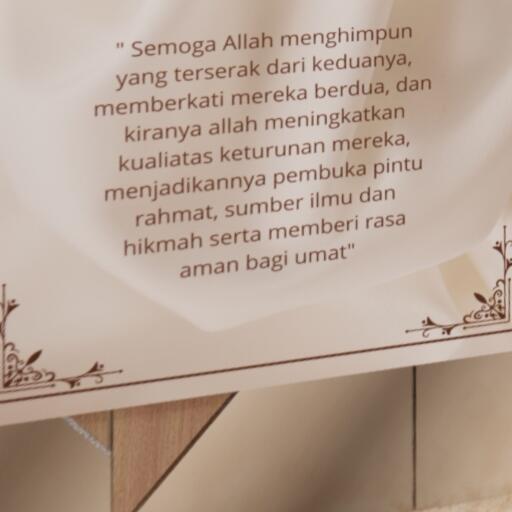 " Semoga Allah menghimpun
yang terserak dari keduanya,
memberkati mereka berdua, dan
kiranya allah meningkatkan
kualiatas keturunan mereka,
menjadikannya pembuka pintu
rahmat, sumber ilmu dan
hikmah serta memberi rasa
aman bagi umat"